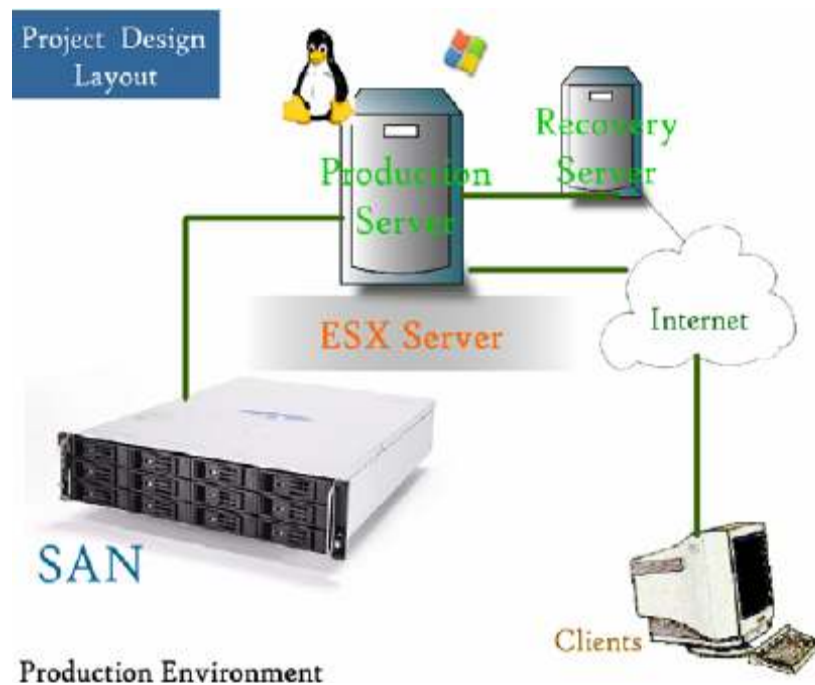 Project Design
Layout
Recovery
Server
Production
Server
Internet
ESX Server
SAN
Clients
Production Environment